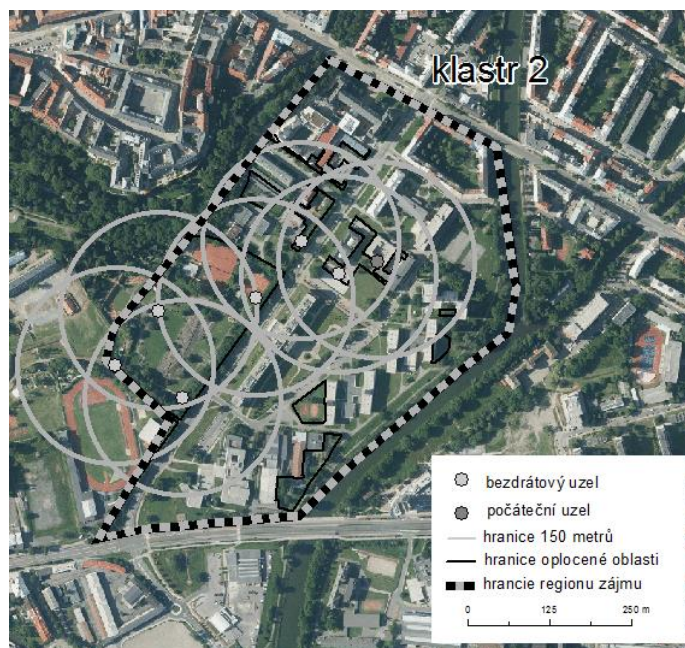 klastr 2
bezdrátový uzel
počáteční uzel
hranice 150 metrů
hranice oplocené oblasti
hrancie regionu zájmu
0 125 250 m